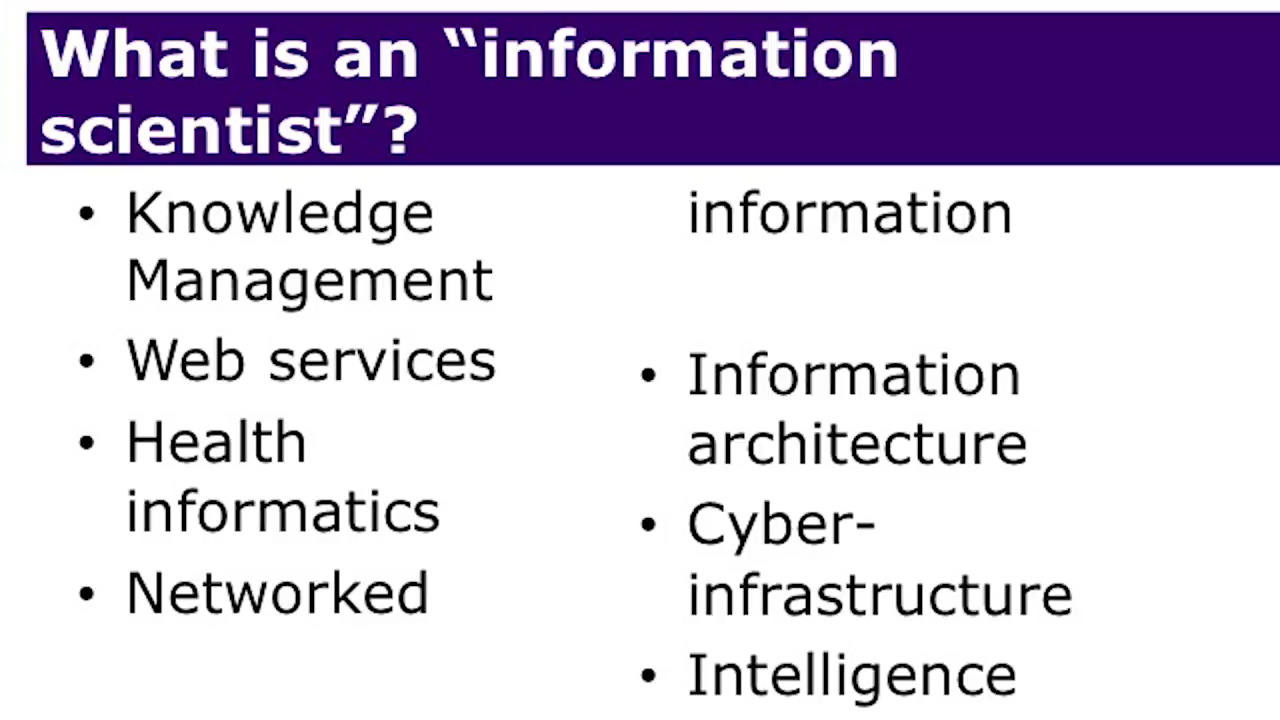 What is an “information
scientist”?
• Knowledge
Management
• Web services
• Health
informatics
• Networked
information
• Information
architecture
• Cyber-
infrastructure
• Intelligence